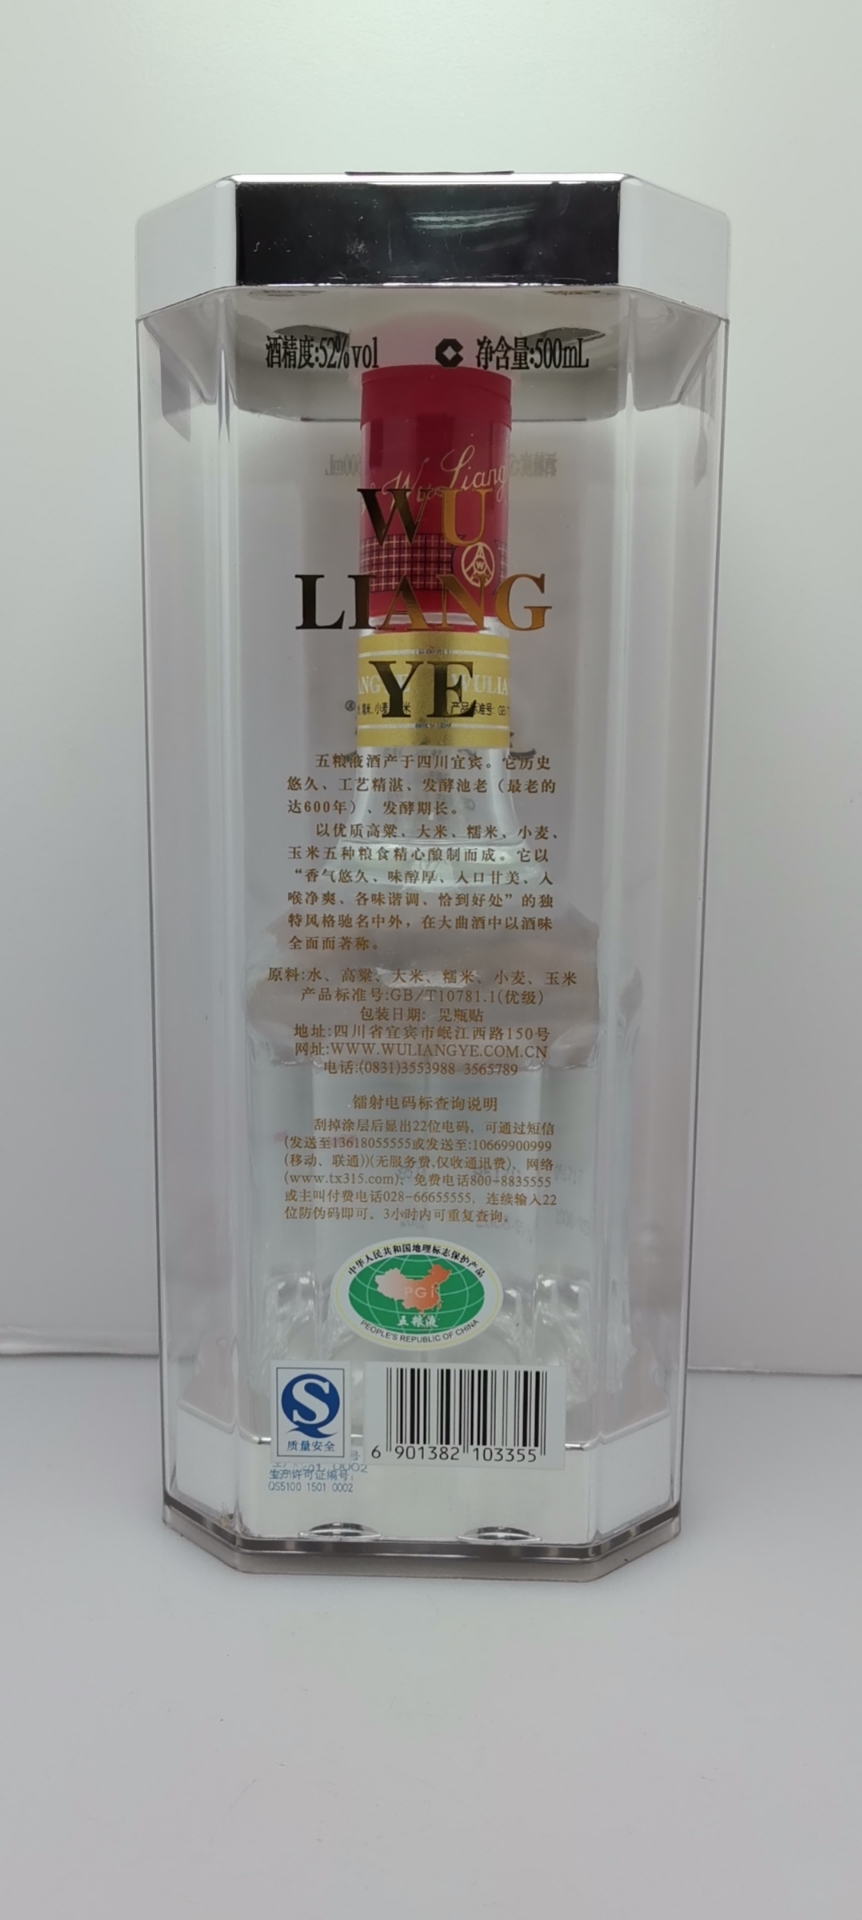 酒精度:52%vol 净含量:500mL
Wu Liang
WU
LIANG
YE
五粮液酒产于四川宜宾。它历史
悠久、工艺精湛、发酵池老（最老的
达600年）、发酵期长。
以优质高粱、大米、糯米、小麦、
玉米五种粮食精心酿制而成。它以
“香气悠久、味醇厚、入口甘美、入
喉净爽、各味谐调、恰到好处”的独
特风格驰名中外，在大曲酒中以酒味
全面而著称。
原料:水、高粱、大米、糯米、小麦、玉米
产品标准号:GB/T10781.1(优级)
包装日期: 见瓶贴
地址:四川省宜宾市岷江西路150号
网址:WWW.WULIANGYE.COM.CN
电话:(0831)3553988 3565789
镭射电码标查询说明
刮掉涂层后显出22位电码，可通过短信
(发送至13618055555或发送至:10669900999
(移动、联通))(无服务费,仅收通讯费)、网络
(www.tx315.com)；免费电话800-8835555
或主叫付费电话028-66655555，连续输入22
位防伪码即可。3小时内可重复查询。
中华人民共和国地理标志保护产品
PGI
五粮液
PEOPLE'S REPUBLIC OF CHINA
质量安全
6 901382 103355
生产许可证编号:
QS5100 1501 0002